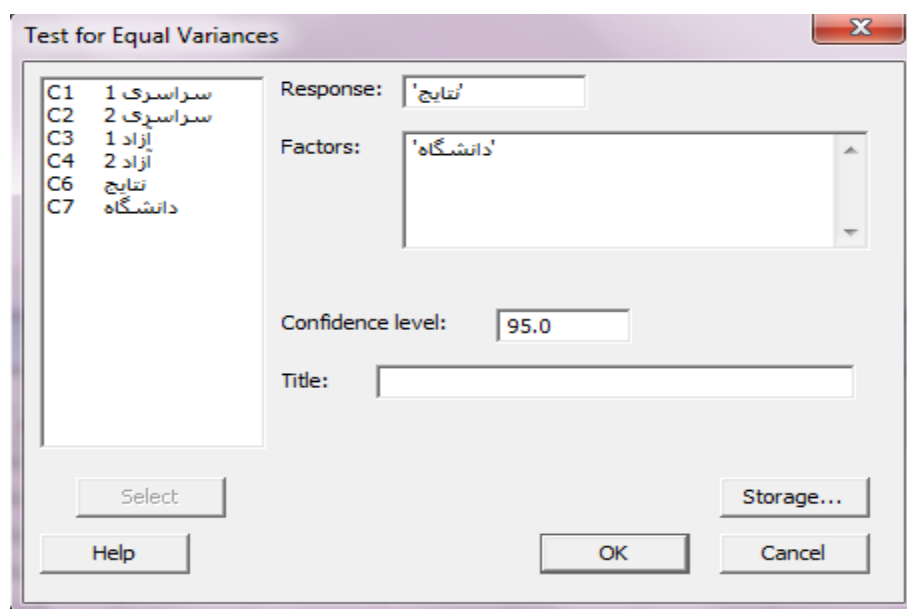 Test for Equal Variances
C1 سراسری 1
C2 سراسری 2
C3 آزاد 1
C4 آزاد 2
C6 نتایج
C7 دانشگاه
Response: 'نتایج'
Factors: 'دانشگاه'
Confidence level: 95.0
Title:
Select
Storage...
Help
OK
Cancel